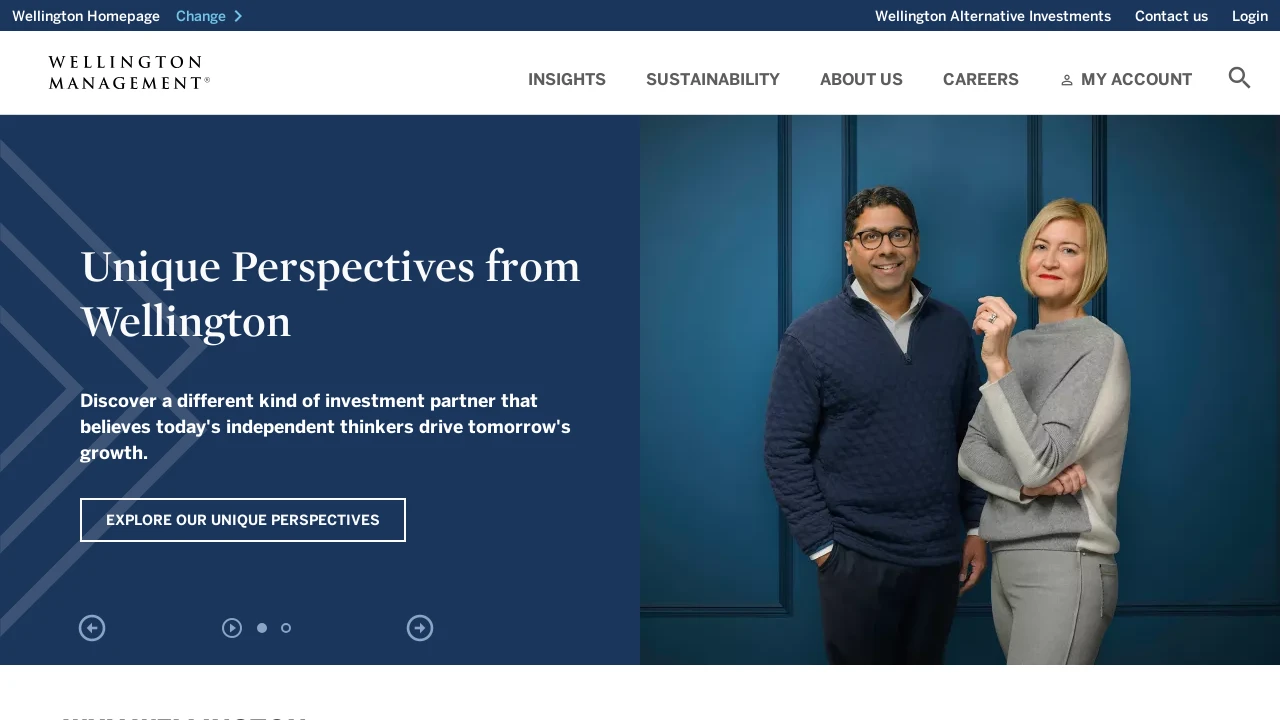 Wellington Homepage Change
Wellington Alternative Investments Contact us Login
WELLINGTON
MANAGEMENT®
INSIGHTS SUSTAINABILITY ABOUT US CAREERS MY ACCOUNT
Unique Perspectives from
Wellington
Discover a different kind of investment partner that
believes today's independent thinkers drive tomorrow's
growth.
EXPLORE OUR UNIQUE PERSPECTIVES